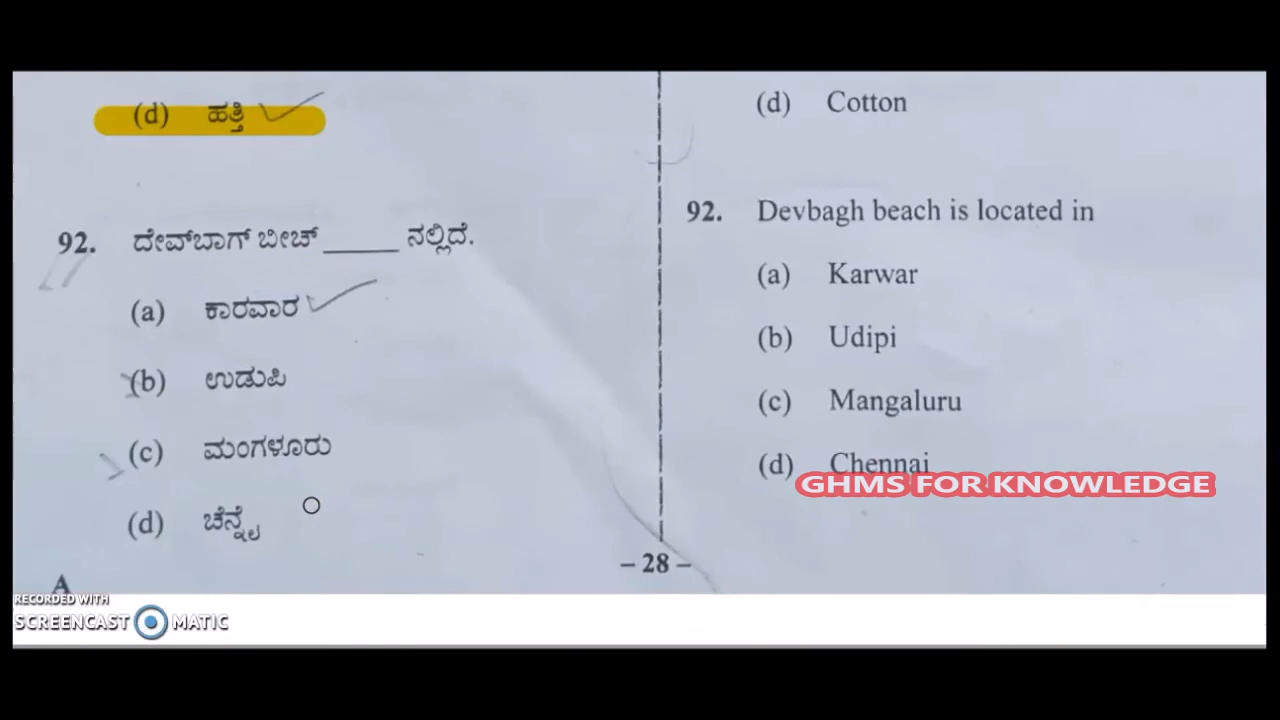 (d) ಹತ್ತಿ
92. ದೇವ್‌ಬಾಗ್ ಬೀಚ್ _____ ನಲ್ಲಿದೆ.
(a) ಕಾರವಾರ
(b) ಉಡುಪಿ
(c) ಮಂಗಳೂರು
(d) ಚೆನ್ನೈ
A
(d) Cotton
92. Devbagh beach is located in
(a) Karwar
(b) Udipi
(c) Mangaluru
(d) Chennai
GHMS FOR KNOWLEDGE
– 28 –
RECORDED WITH
SCREENCAST MATIC